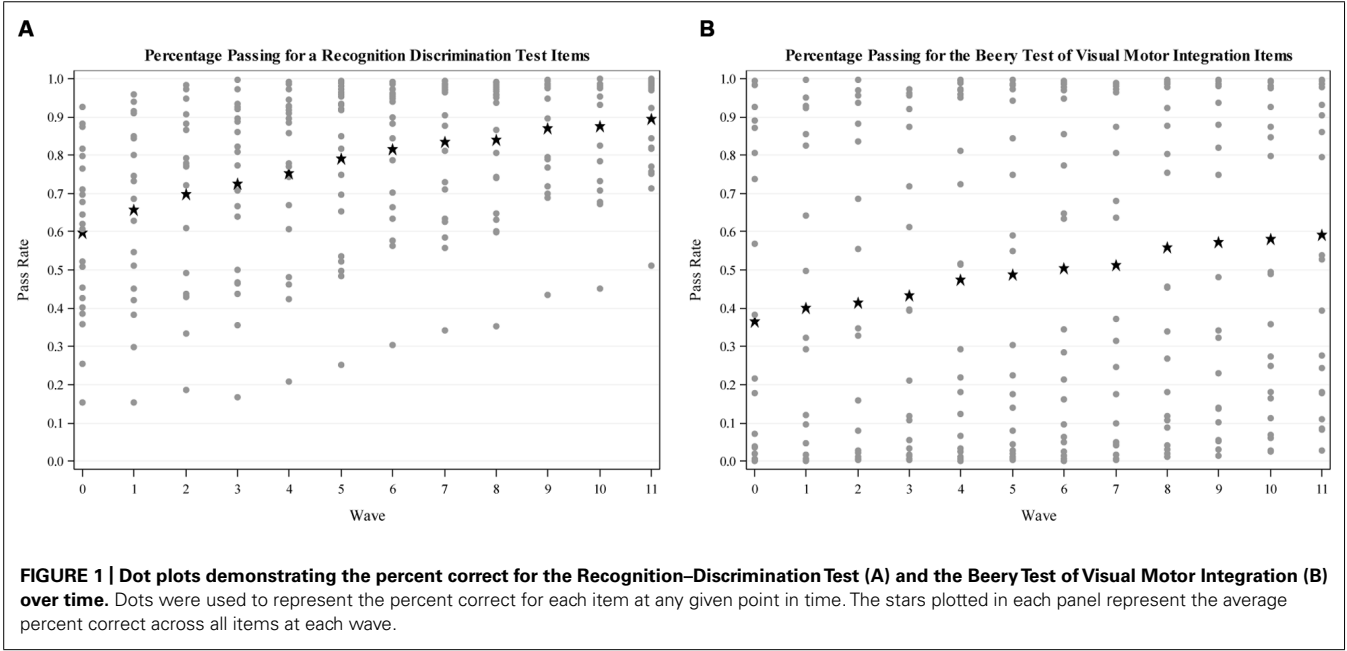 A
Percentage Passing for a Recognition Discrimination Test Items
1.0
0.9
0.8
0.7
0.6
0.5
0.4
0.3
0.2
0.1
0.0
Pass Rate
0 1 2 3 4 5 6 7 8 9 10 11
Wave
B
Percentage Passing for the Beery Test of Visual Motor Integration Items
1.0
0.9
0.8
0.7
0.6
0.5
0.4
0.3
0.2
0.1
0.0
Pass Rate
0 1 2 3 4 5 6 7 8 9 10 11
Wave
FIGURE 1 | Dot plots demonstrating the percent correct for the Recognition–Discrimination Test (A) and the Beery Test of Visual Motor Integration (B)
over time. Dots were used to represent the percent correct for each item at any given point in time. The stars plotted in each panel represent the average
percent correct across all items at each wave.